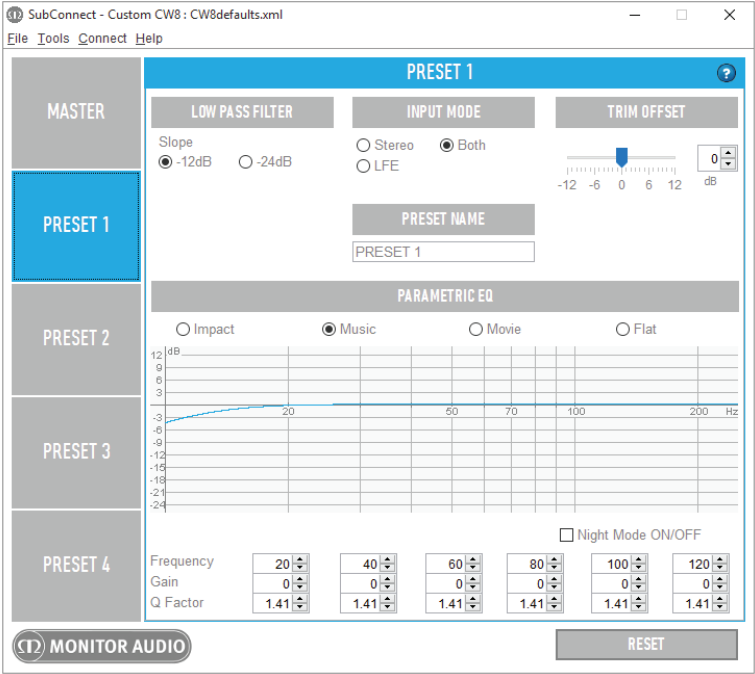 SubConnect - Custom CW8 : CW8defaults.xml
File Tools Connect Help
MASTER
PRESET 1
PRESET 2
PRESET 3
PRESET 4
PRESET 1 ?
LOW PASS FILTER
Slope
-12dB -24dB
INPUT MODE
Stereo Both
LFE
TRIM OFFSET
0
-12 -6 0 6 12 dB
PRESET NAME
PRESET 1
PARAMETRIC EQ
Impact Music Movie Flat
12 dB
9
6
3
20 50 70 100 200 Hz
-3
-6
-9
-12
-15
-18
-21
-24
Night Mode ON/OFF
Frequency 20 40 60 80 100 120
Gain 0 0 0 0 0 0
Q Factor 1.41 1.41 1.41 1.41 1.41 1.41
MONITOR AUDIO
RESET